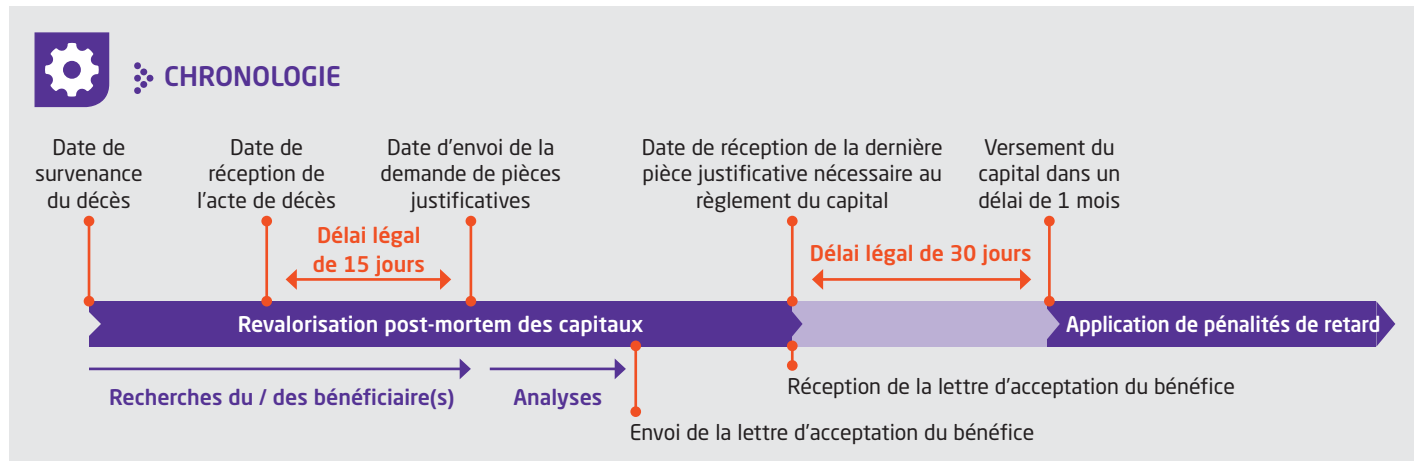 CHRONOLOGIE
Date de
survenance
du décès
Date de
réception de
l'acte de décès
Date d'envoi de la
demande de pièces
justificatives
Date de réception de la dernière
pièce justificative nécessaire au
règlement du capital
Versement du
capital dans un
délai de 1 mois
Délai légal
de 15 jours
Délai légal de 30 jours
Revalorisation post-mortem des capitaux
Application de pénalités de retard
Recherches du / des bénéficiaire(s)
Analyses
Réception de la lettre d'acceptation du bénéfice
Envoi de la lettre d'acceptation du bénéfice